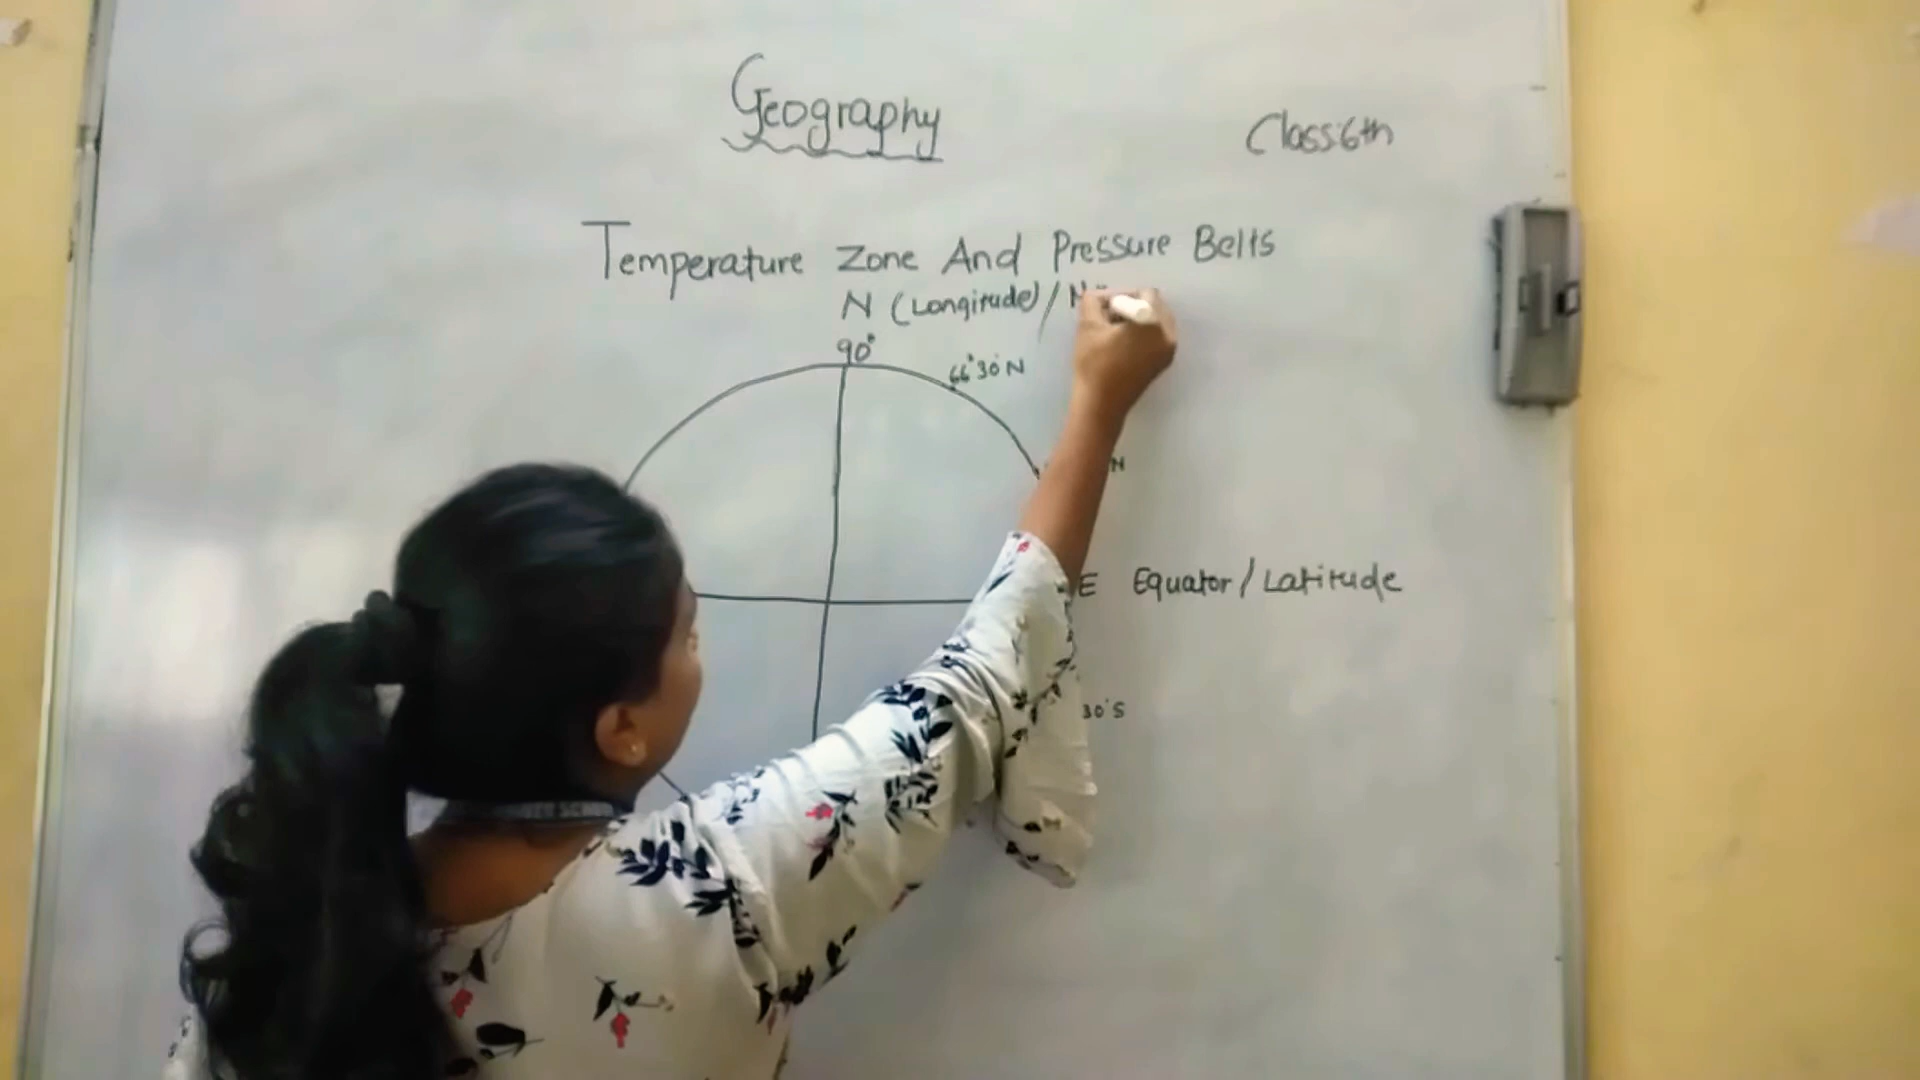 Geography
Class:6th
Temperature Zone And Pressure Belts
N (Longitude) / N
90°
66°30'N
N
E Equator/Latitude
30'S